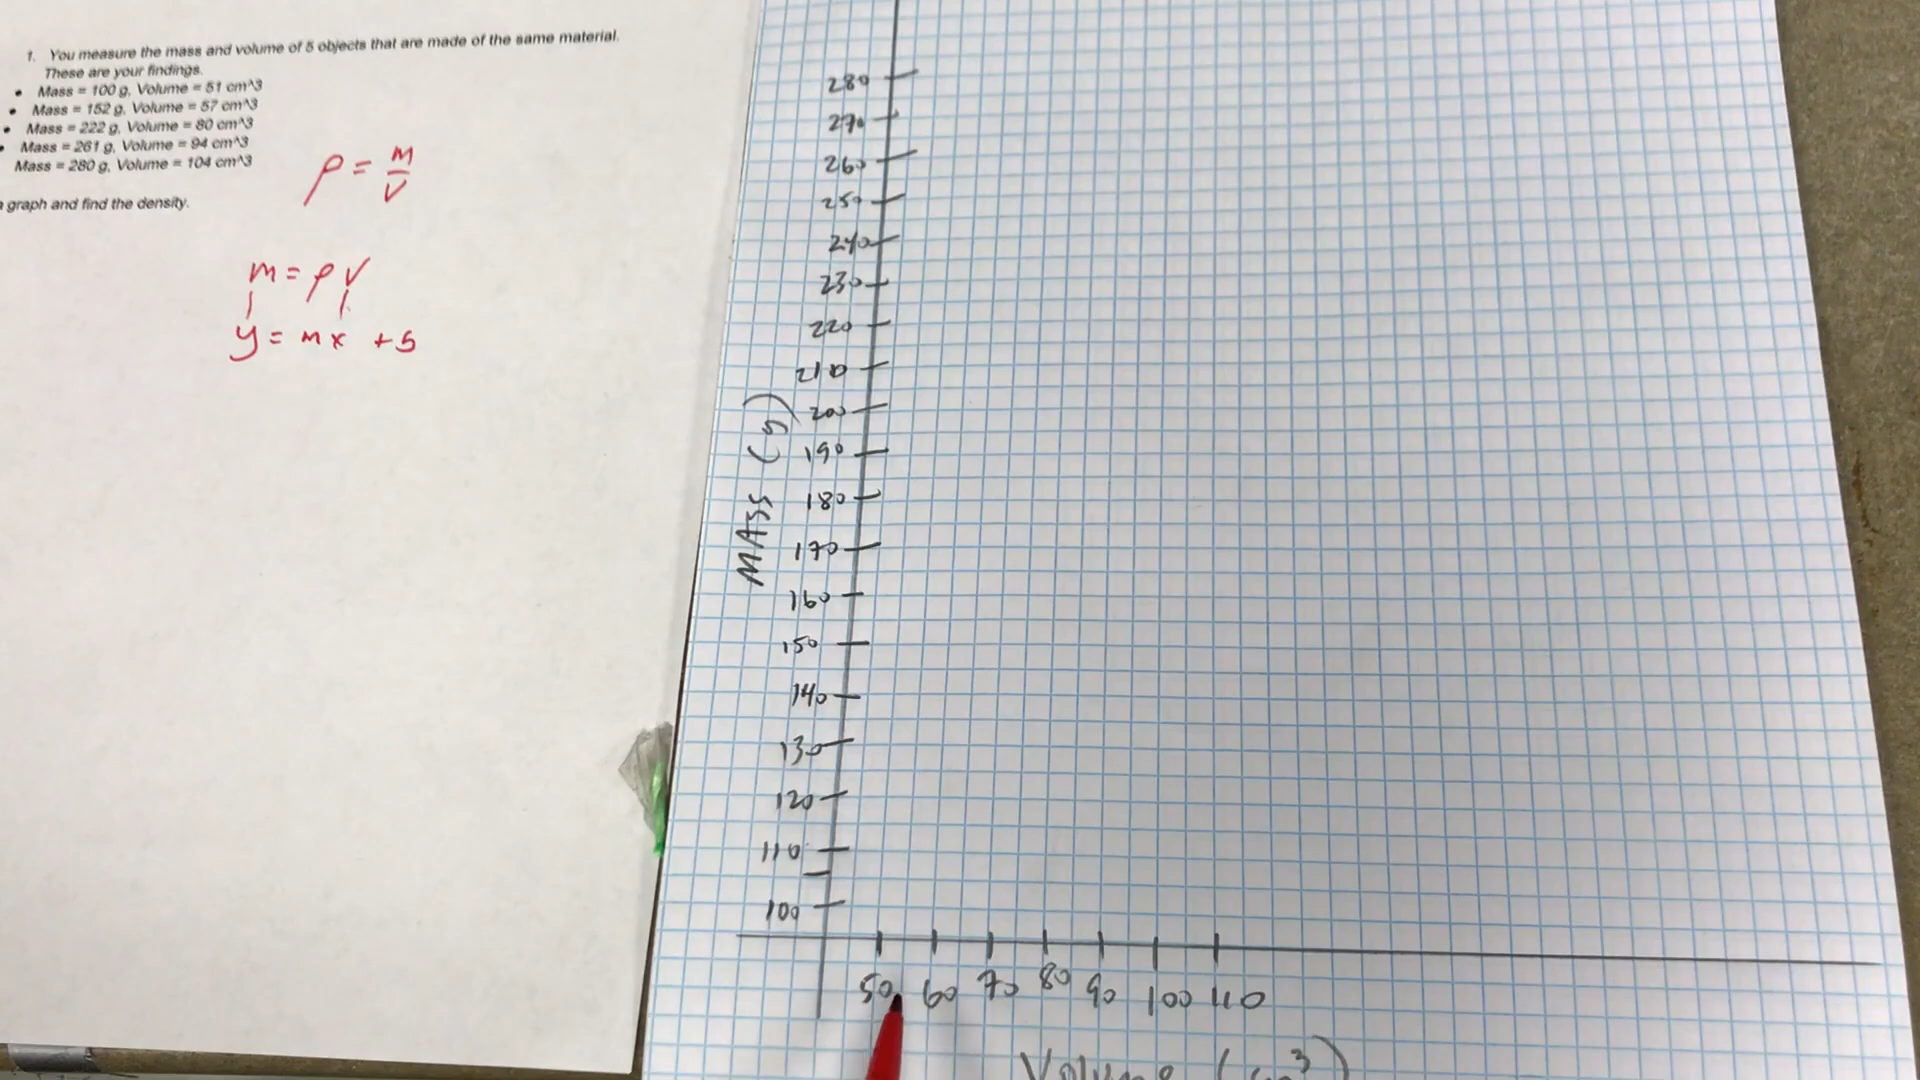 1. You measure the mass and volume of 5 objects that are made of the same material.
These are your findings.
• Mass = 100 g, Volume = 51 cm^3
• Mass = 152 g, Volume = 57 cm^3
• Mass = 222 g, Volume = 80 cm^3
• Mass = 261 g, Volume = 94 cm^3
Mass = 280 g, Volume = 104 cm^3
graph and find the density.
ρ = m/V
m = ρV
y = mx + b
MASS (g)
280
270
260
250
240
230
220
210
200
190
180
170
160
150
140
130
120
110
100
50 60 70 80 90 100 110
Volume (cm³)